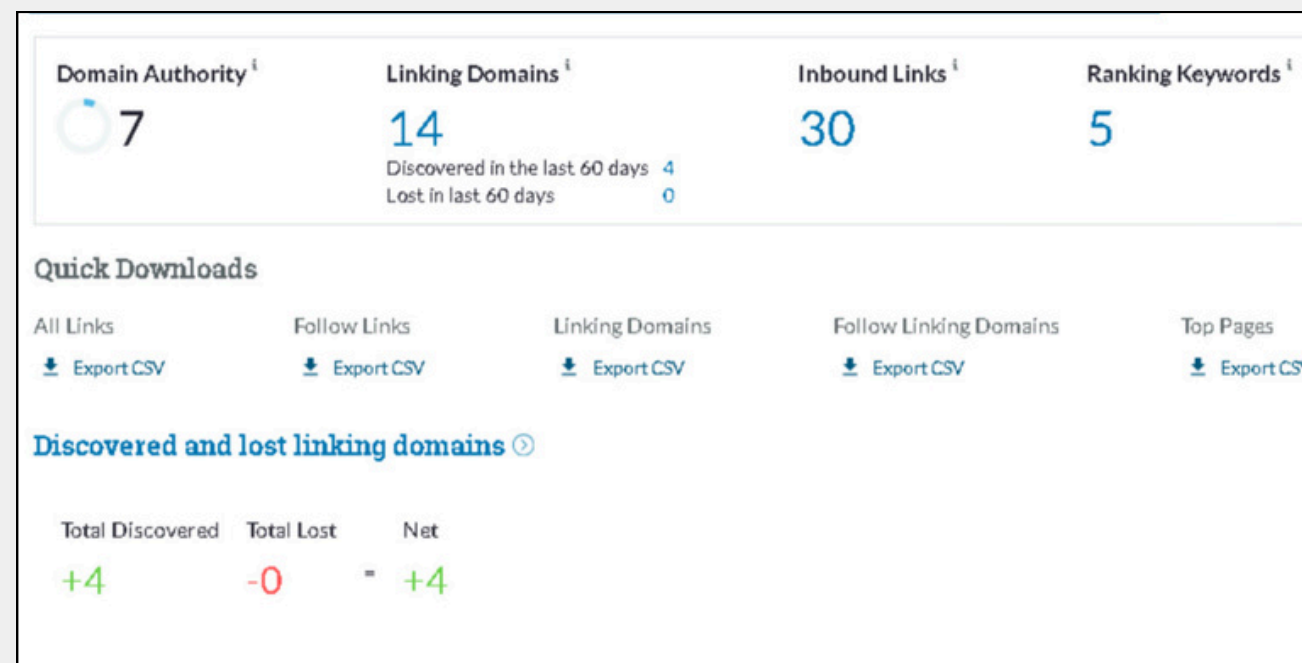 Domain Authority i
Linking Domains i
Inbound Links i
Ranking Keywords i
7
14
30
5
Discovered in the last 60 days 4
Lost in last 60 days 0
Quick Downloads
All Links
Follow Links
Linking Domains
Follow Linking Domains
Top Pages
Export CSV
Export CSV
Export CSV
Export CSV
Export CS
Discovered and lost linking domains
Total Discovered
Total Lost
Net
+4
-0
=
+4